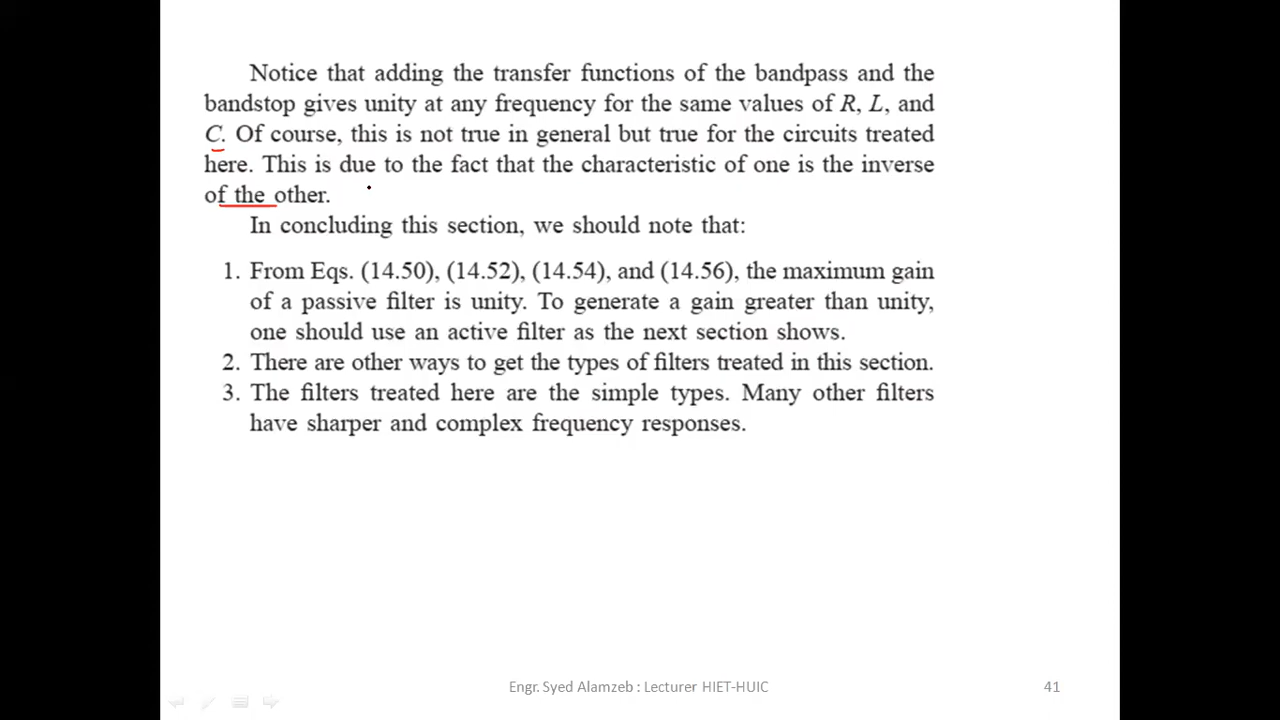 Notice that adding the transfer functions of the bandpass and the
bandstop gives unity at any frequency for the same values of R, L, and
C. Of course, this is not true in general but true for the circuits treated
here. This is due to the fact that the characteristic of one is the inverse
of the other.
In concluding this section, we should note that:
1. From Eqs. (14.50), (14.52), (14.54), and (14.56), the maximum gain
of a passive filter is unity. To generate a gain greater than unity,
one should use an active filter as the next section shows.
2. There are other ways to get the types of filters treated in this section.
3. The filters treated here are the simple types. Many other filters
have sharper and complex frequency responses.
Engr. Syed Alamzeb : Lecturer HIET-HUIC
41